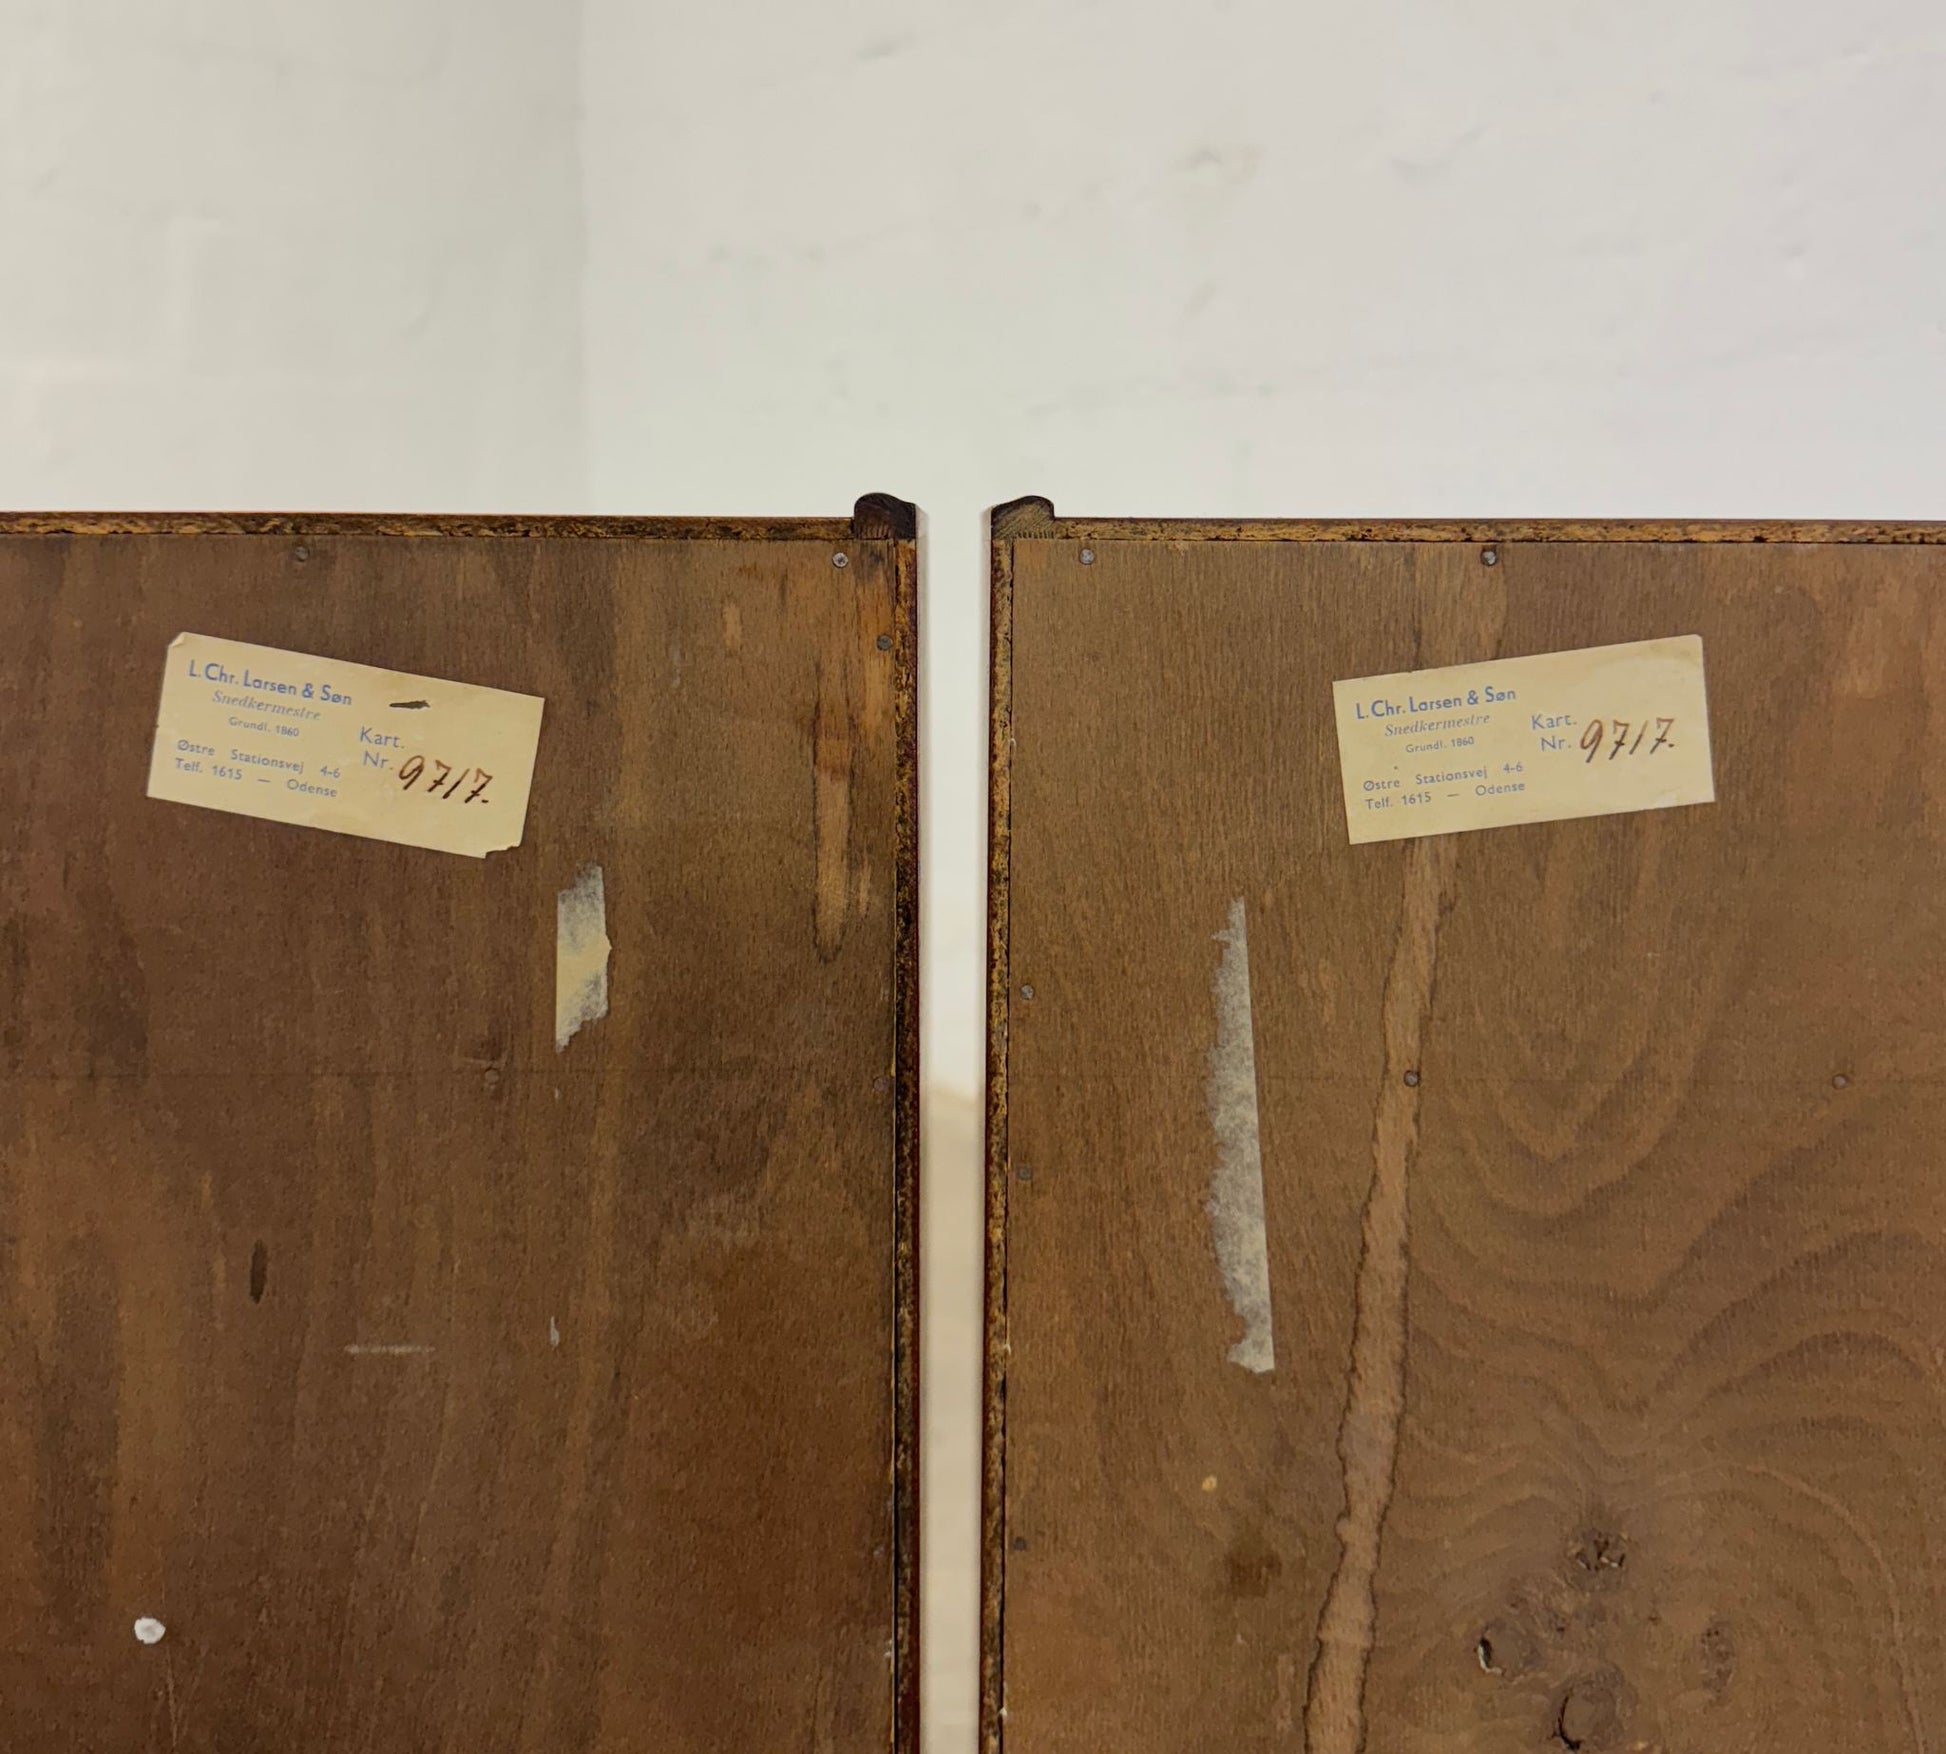 L. Chr. Larsen & Søn
Snedkermestre
Grundl. 1860
Østre Stationsvej 4-6
Telf. 1615 — Odense
Kart.
Nr. 9717.
L. Chr. Larsen & Søn
Snedkermestre
Grundl. 1860
Østre Stationsvej 4-6
Telf. 1615 — Odense
Kart.
Nr. 9717.